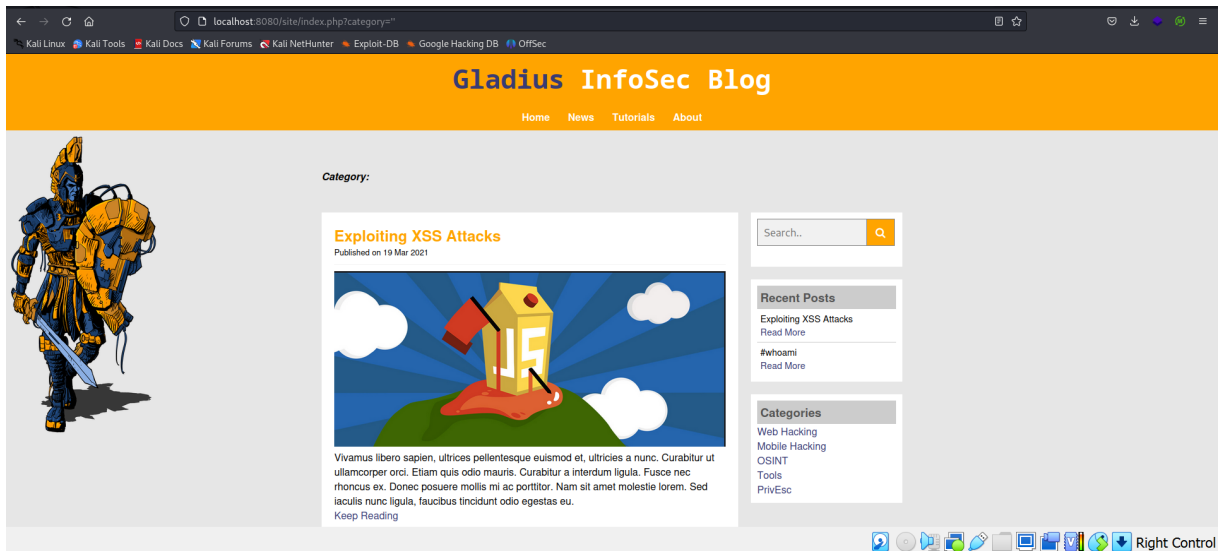 localhost:8080/site/index.php?category="
Kali Linux Kali Tools Kali Docs Kali Forums Kali NetHunter Exploit-DB Google Hacking DB OffSec
Gladius InfoSec Blog
Home News Tutorials About
Category:
Exploiting XSS Attacks
Published on 19 Mar 2021
JS
Vivamus libero sapien, ultrices pellentesque euismod et, ultricies a nunc. Curabitur ut
ullamcorper orci. Etiam quis odio mauris. Curabitur a interdum ligula. Fusce nec
rhoncus ex. Donec posuere mollis mi ac porttitor. Nam sit amet molestie lorem. Sed
iaculis nunc ligula, faucibus tincidunt odio egestas eu.
Keep Reading
Search..
Recent Posts
Exploiting XSS Attacks
Read More
#whoami
Read More
Categories
Web Hacking
Mobile Hacking
OSINT
Tools
PrivEsc
Right Control